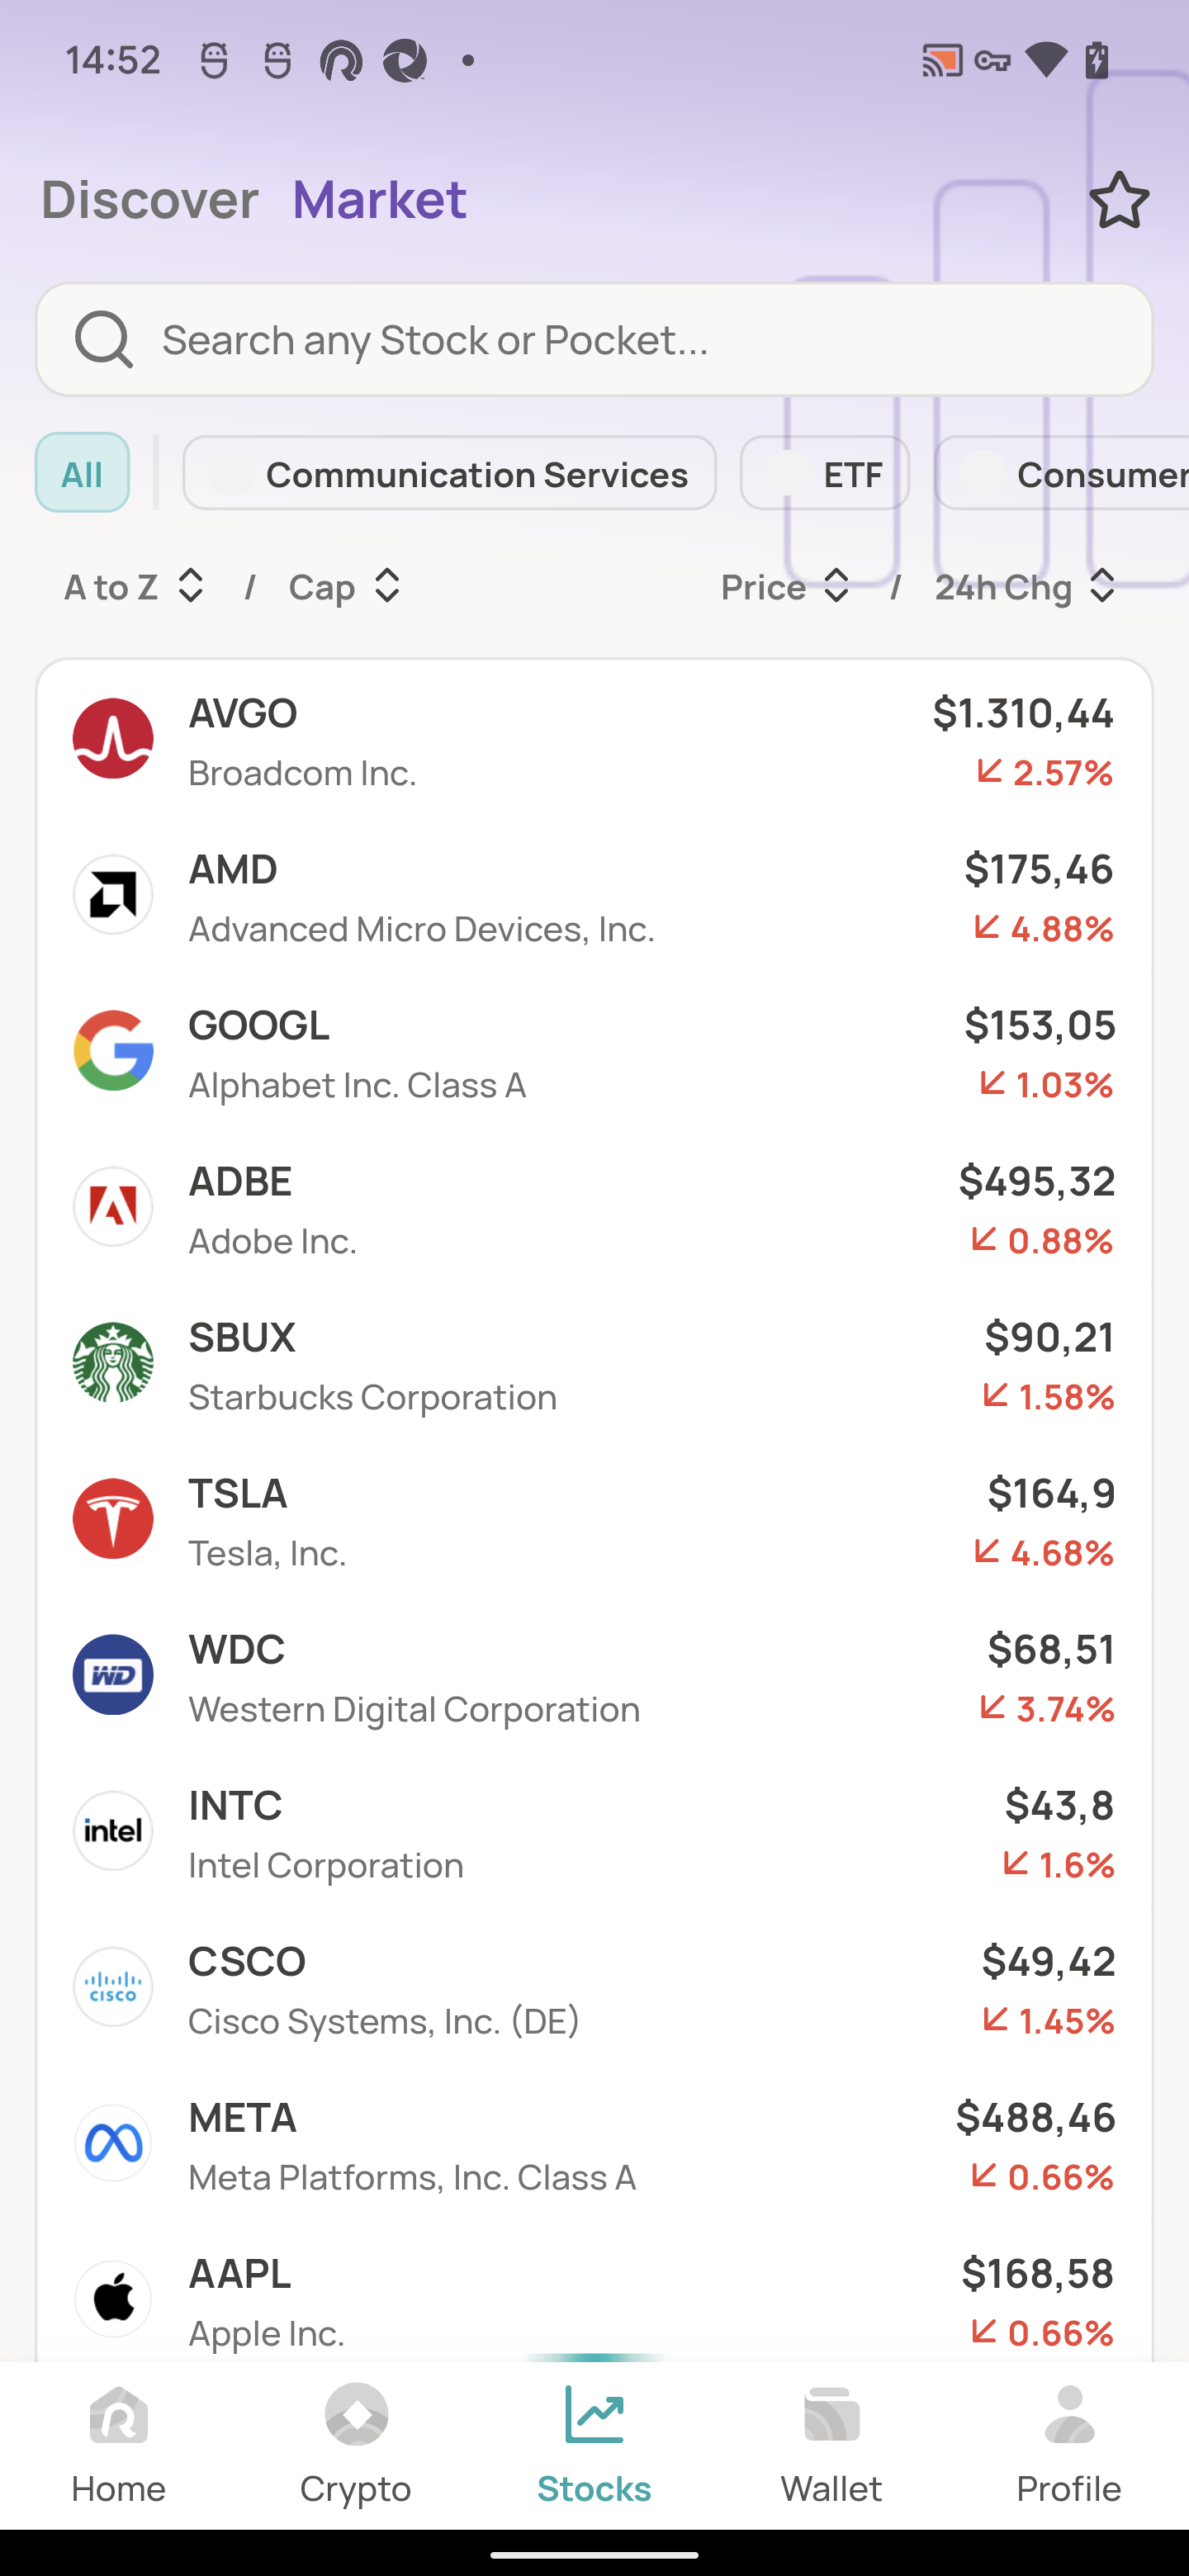 14:52
Discover Market
Search any Stock or Pocket...
All Communication Services ETF Consumer
A to Z / Cap Price / 24h Chg
AVGO $1.310,44
Broadcom Inc. 2.57%
AMD $175,46
Advanced Micro Devices, Inc. 4.88%
GOOGL $153,05
Alphabet Inc. Class A 1.03%
ADBE $495,32
Adobe Inc. 0.88%
SBUX $90,21
Starbucks Corporation 1.58%
TSLA $164,9
Tesla, Inc. 4.68%
WD WDC $68,51
Western Digital Corporation 3.74%
intel INTC $43,8
Intel Corporation 1.6%
CISCO CSCO $49,42
Cisco Systems, Inc. (DE) 1.45%
META $488,46
Meta Platforms, Inc. Class A 0.66%
AAPL $168,58
Apple Inc. 0.66%
Home Crypto Stocks Wallet Profile